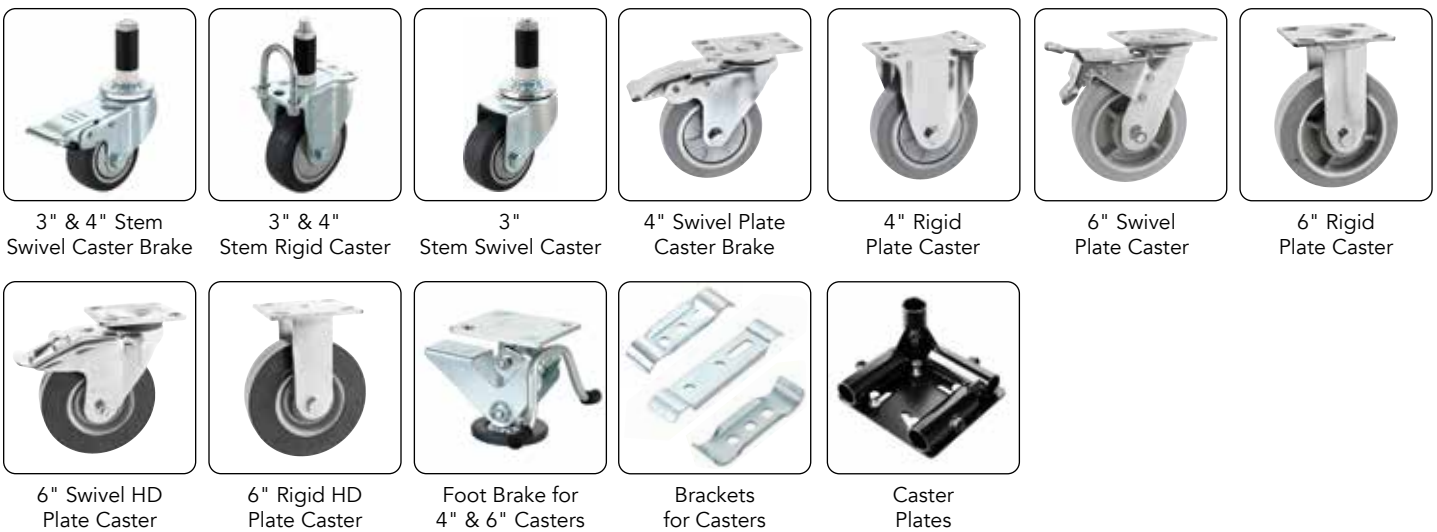 3" & 4" Stem
Swivel Caster Brake
3" & 4"
Stem Rigid Caster
3"
Stem Swivel Caster
4" Swivel Plate
Caster Brake
4" Rigid
Plate Caster
6" Swivel
Plate Caster
6" Rigid
Plate Caster
6" Swivel HD
Plate Caster
6" Rigid HD
Plate Caster
Foot Brake for
4" & 6" Casters
Brackets
for Casters
Caster
Plates